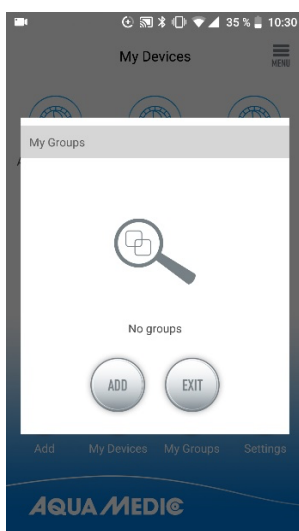 35 % 10:30
My Devices
MENU
My Groups
No groups
ADD EXIT
Add My Devices My Groups Settings
AQUA MEDIC